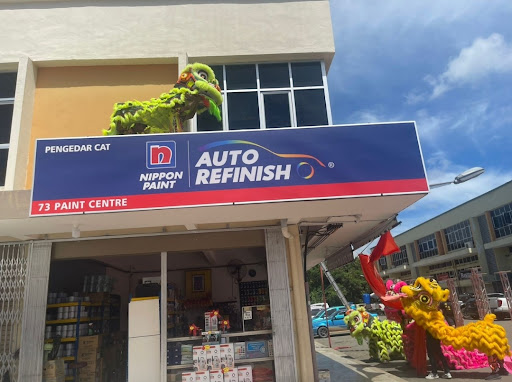 PENGEDAR CAT
n
NIPPON
PAINT
AUTO
REFINISH
®
73 PAINT CENTRE